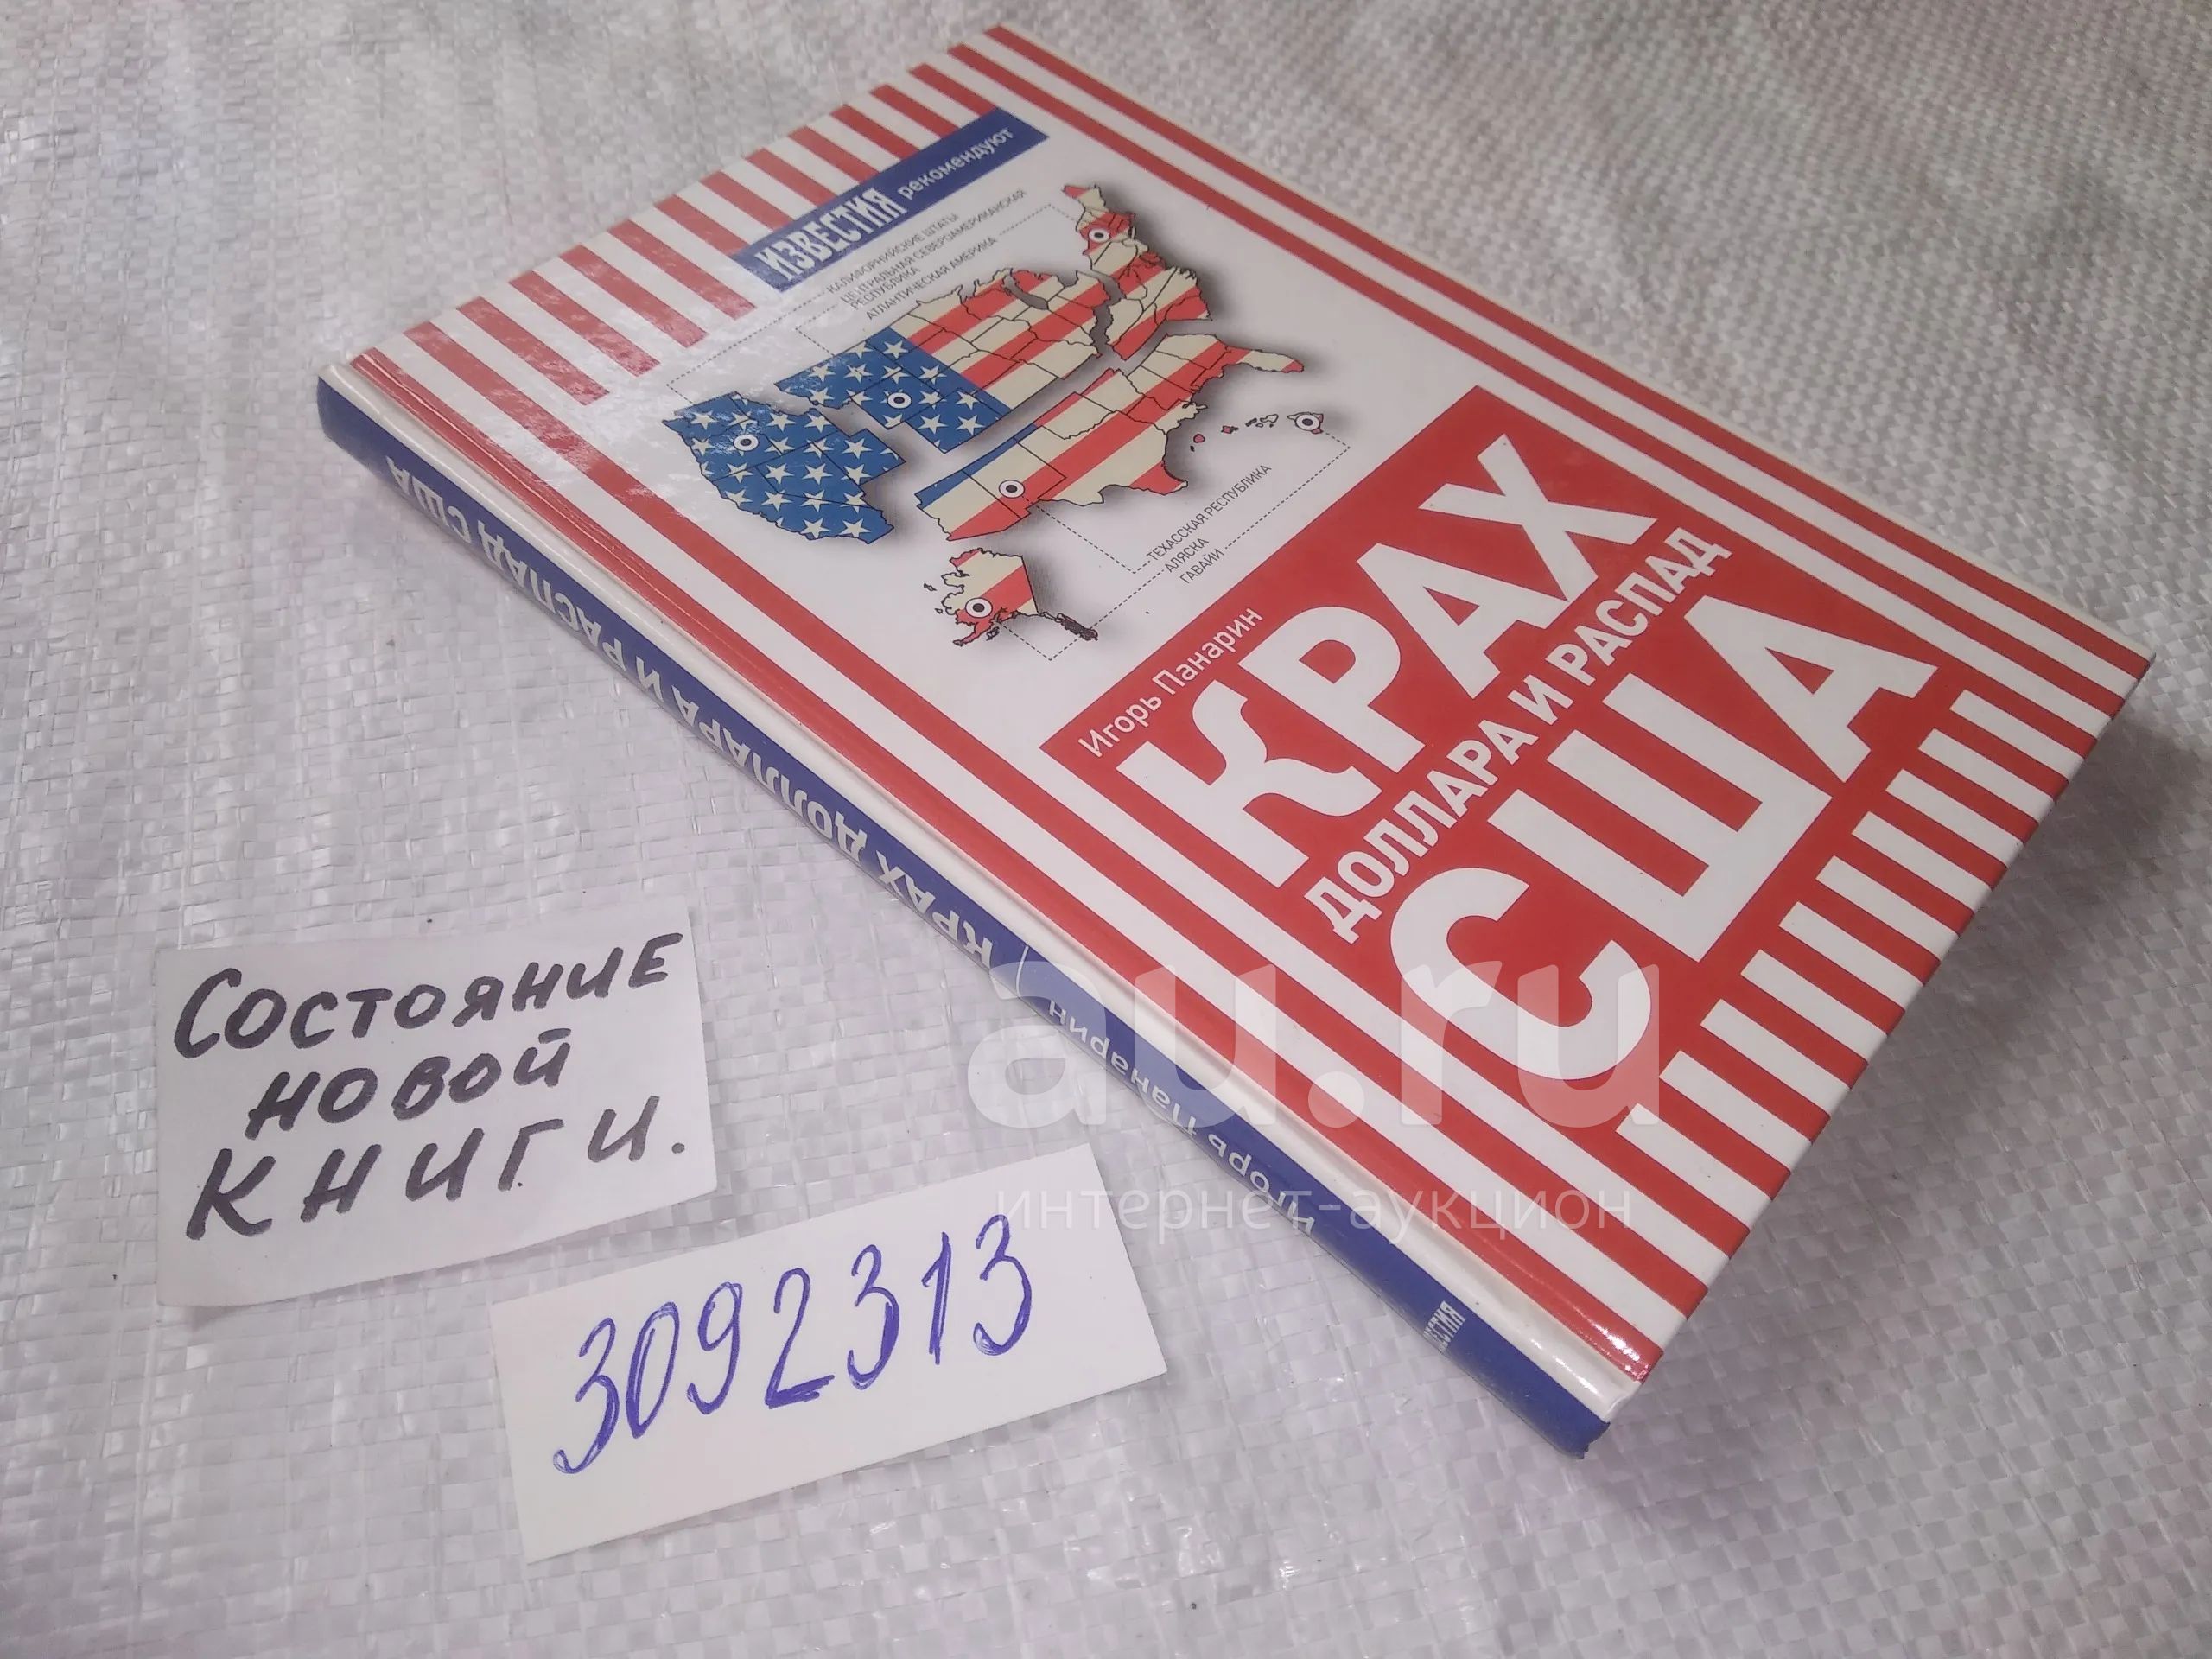 ИЗВЕСТИЯ рекомендуют
КАЛИФОРНИЙСКИЕ ШТАТЫ
ЦЕНТРАЛЬНАЯ СЕВЕРОАМЕРИКАНСКАЯ
РЕСПУБЛИКА
АТЛАНТИЧЕСКАЯ АМЕРИКА
ТЕХАССКАЯ РЕСПУБЛИКА
АЛЯСКА
ГАВАЙИ
Игорь Панарин
КРАХ
ДОЛЛАРА И РАСПАД
США
Игорь Панарин КРАХ ДОЛЛАРА И РАСПАД США
Состояние
новой
книги.
3092313
au.ru
интернет-аукцион